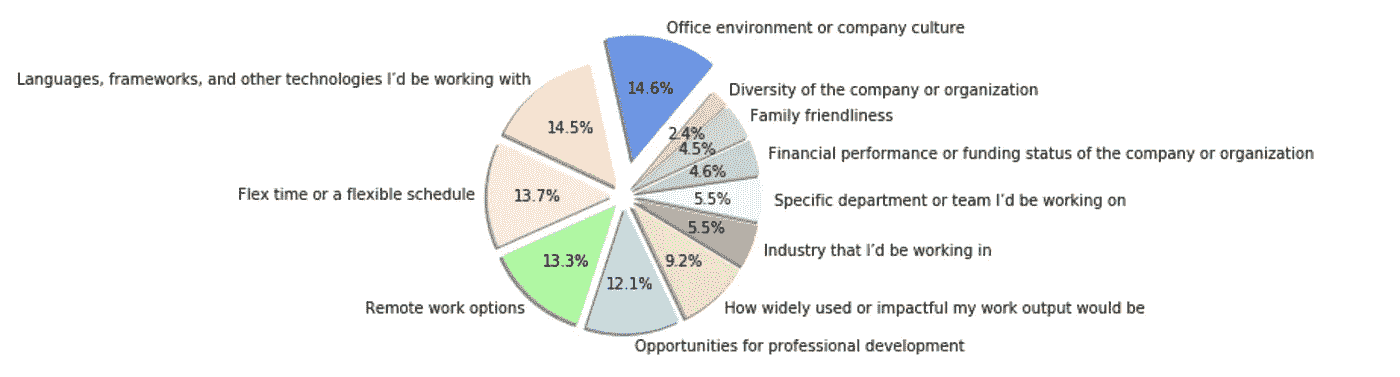 Office environment or company culture
14.6%
Diversity of the company or organization
2.4%
Family friendliness
4.5%
Financial performance or funding status of the company or organization
4.6%
Specific department or team I'd be working on
5.5%
Industry that I'd be working in
5.5%
How widely used or impactful my work output would be
9.2%
Opportunities for professional development
12.1%
Remote work options
13.3%
Flex time or a flexible schedule
13.7%
Languages, frameworks, and other technologies I'd be working with
14.5%